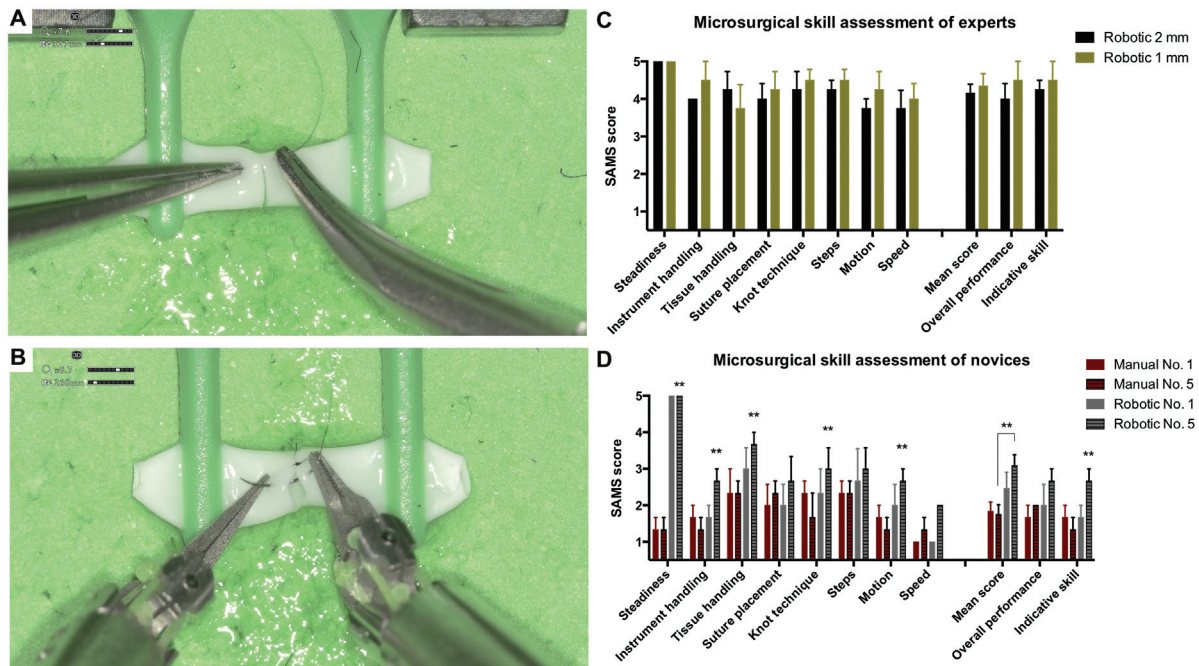 A
3D
B
3D
C
Microsurgical skill assessment of experts
Robotic 2 mm
Robotic 1 mm
SAMS score
5
4
3
2
1
Steadiness
Instrument handling
Tissue handling
Suture placement
Knot technique
Steps
Motion
Speed
Mean score
Overall performance
Indicative skill
D
Microsurgical skill assessment of novices
Manual No. 1
Manual No. 5
Robotic No. 1
Robotic No. 5
SAMS score
5
4
3
2
1
**
**
**
**
**
**
**
Steadiness
Instrument handling
Tissue handling
Suture placement
Knot technique
Steps
Motion
Speed
Mean score
Overall performance
Indicative skill